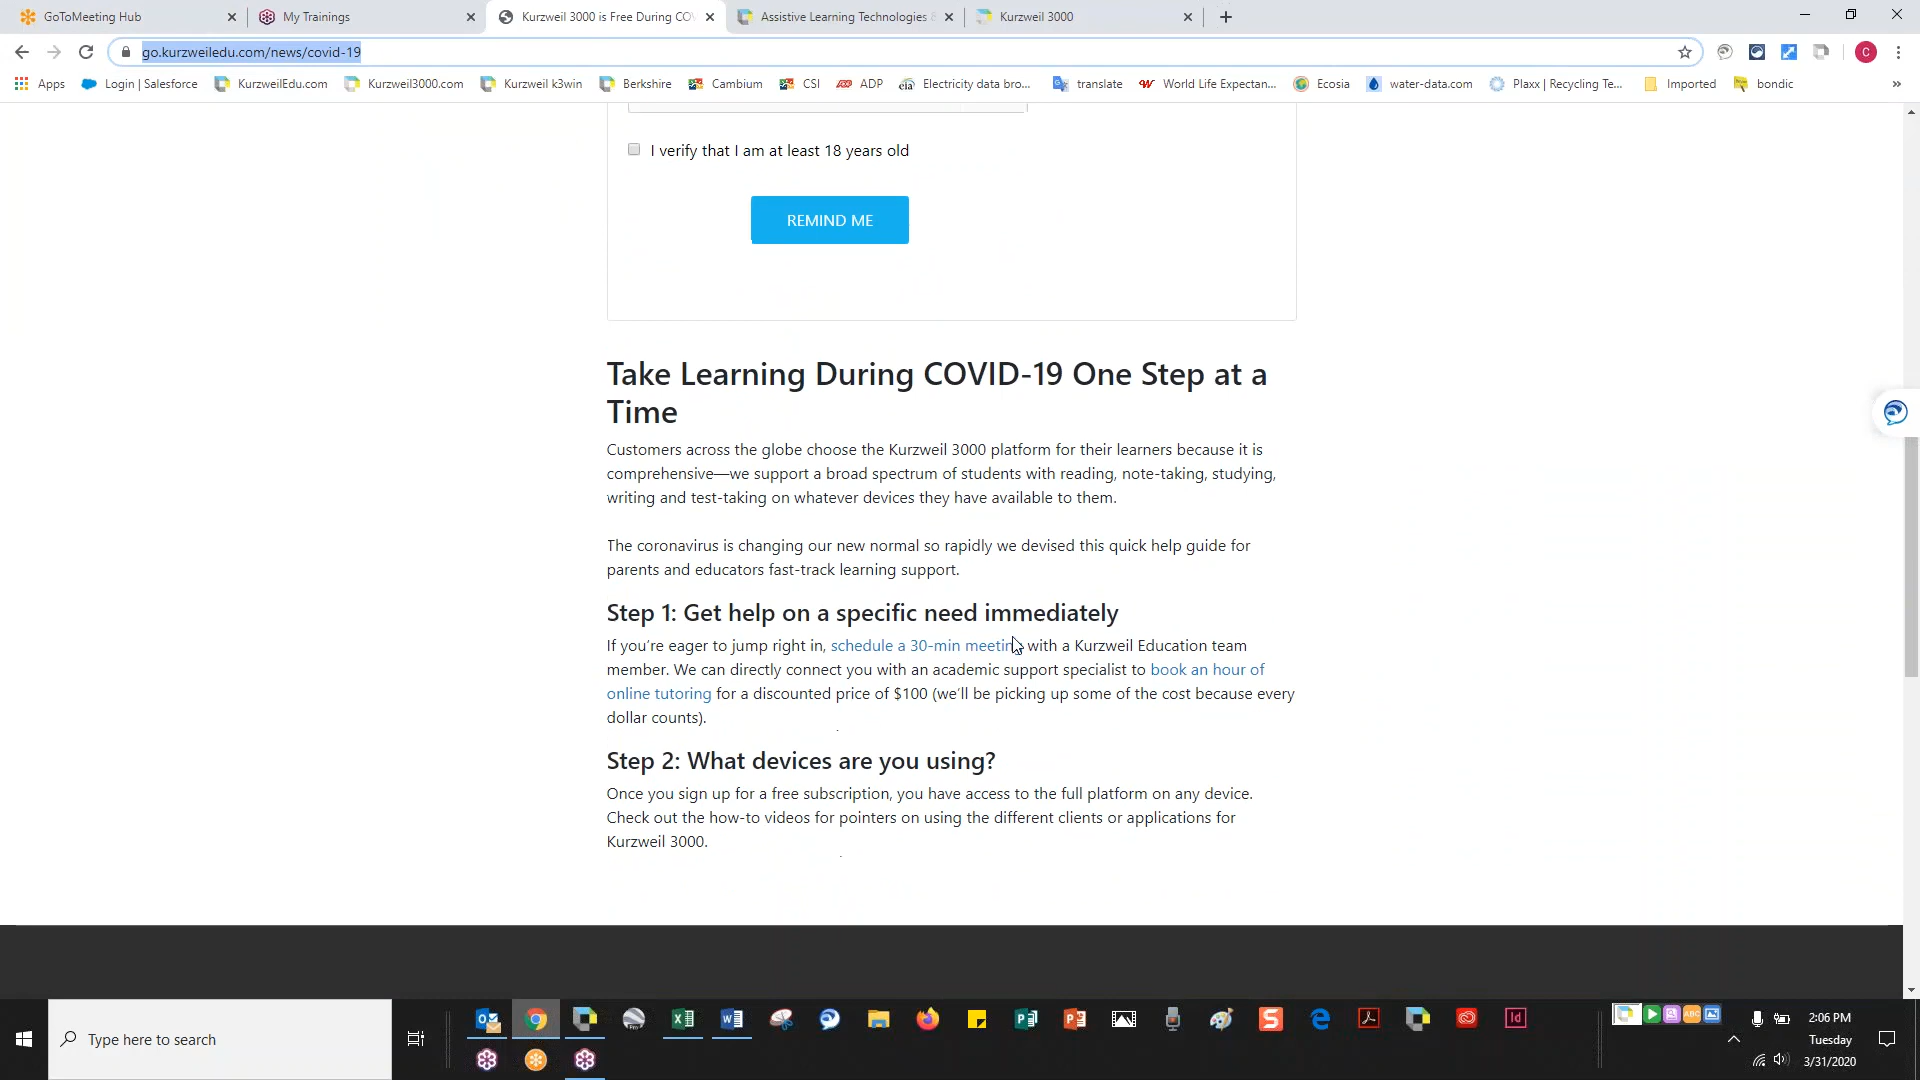 GoToMeeting Hub
My Trainings
Kurzweil 3000 is Free During CO
Assistive Learning Technologies
Kurzweil 3000
go.kurzweiledu.com/news/covid-19
C
Apps
Login | Salesforce
KurzweilEdu.com
Kurzweil3000.com
Kurzweil k3win
Berkshire
Cambium
CSI
ADP
eia
Electricity data bro...
translate
World Life Expectan...
Ecosia
water-data.com
Plaxx | Recycling Te...
Imported
bondic
I verify that I am at least 18 years old
REMIND ME
Take Learning During COVID-19 One Step at a
Time
Customers across the globe choose the Kurzweil 3000 platform for their learners because it is
comprehensive—we support a broad spectrum of students with reading, note-taking, studying,
writing and test-taking on whatever devices they have available to them.
The coronavirus is changing our new normal so rapidly we devised this quick help guide for
parents and educators fast-track learning support.
Step 1: Get help on a specific need immediately
If you're eager to jump right in, schedule a 30-min meeting with a Kurzweil Education team
member. We can directly connect you with an academic support specialist to book an hour of
online tutoring for a discounted price of $100 (we'll be picking up some of the cost because every
dollar counts).
Step 2: What devices are you using?
Once you sign up for a free subscription, you have access to the full platform on any device.
Check out the how-to videos for pointers on using the different clients or applications for
Kurzweil 3000.
Type here to search
2:06 PM
Tuesday
3/31/2020